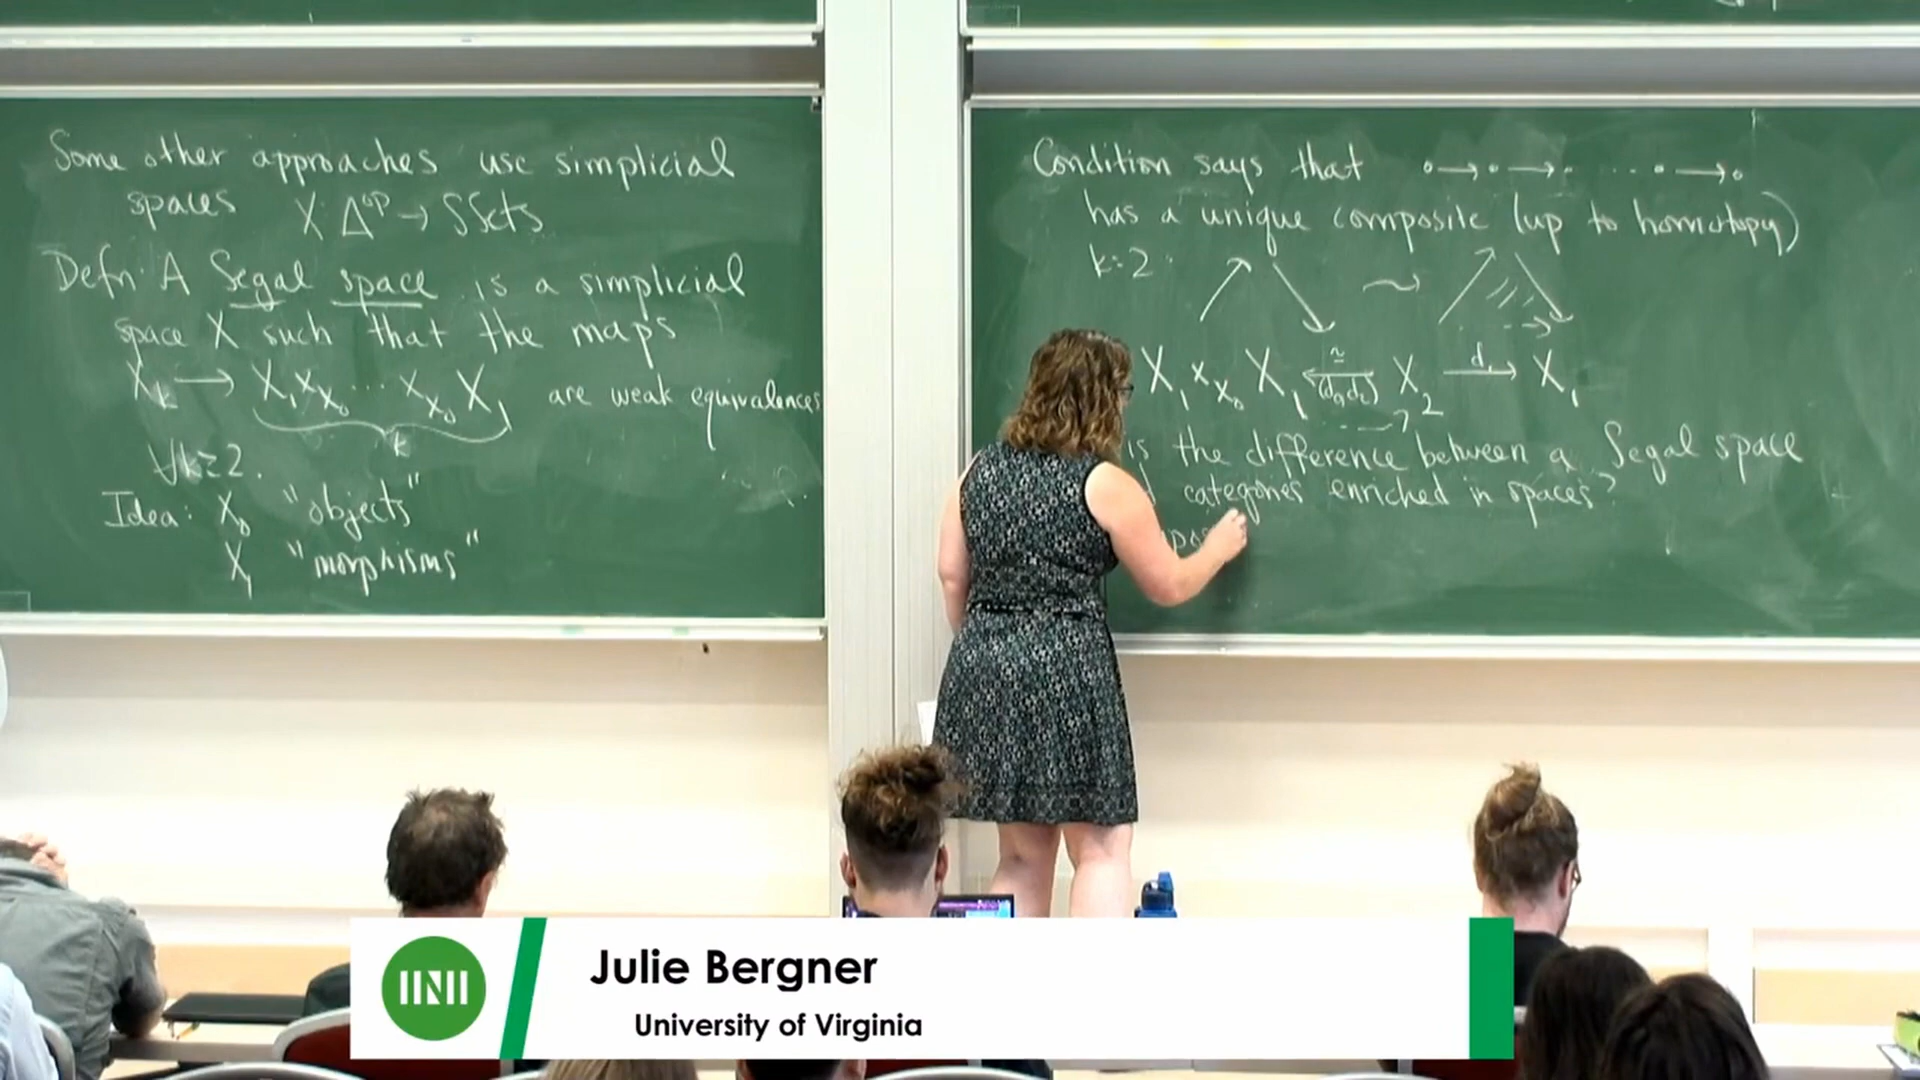 Some other approaches use simplicial
spaces X Δ^op → SSets
Defn: A Segal space is a simplicial
space X such that the maps
X_k → X_1 ×_{X_0} ... ×_{X_0} X_1 are weak equivalences
k
∀k≥2.
Idea: X_0 "objects"
X_1 "morphisms"
Condition says that
has a unique composite (up to homotopy)
k=2
X_1 ×_{X_0} X_1 ≃ ← X_2 d_1 → X_1
is the difference between a Segal space
categories enriched in spaces?
Julie Bergner
University of Virginia